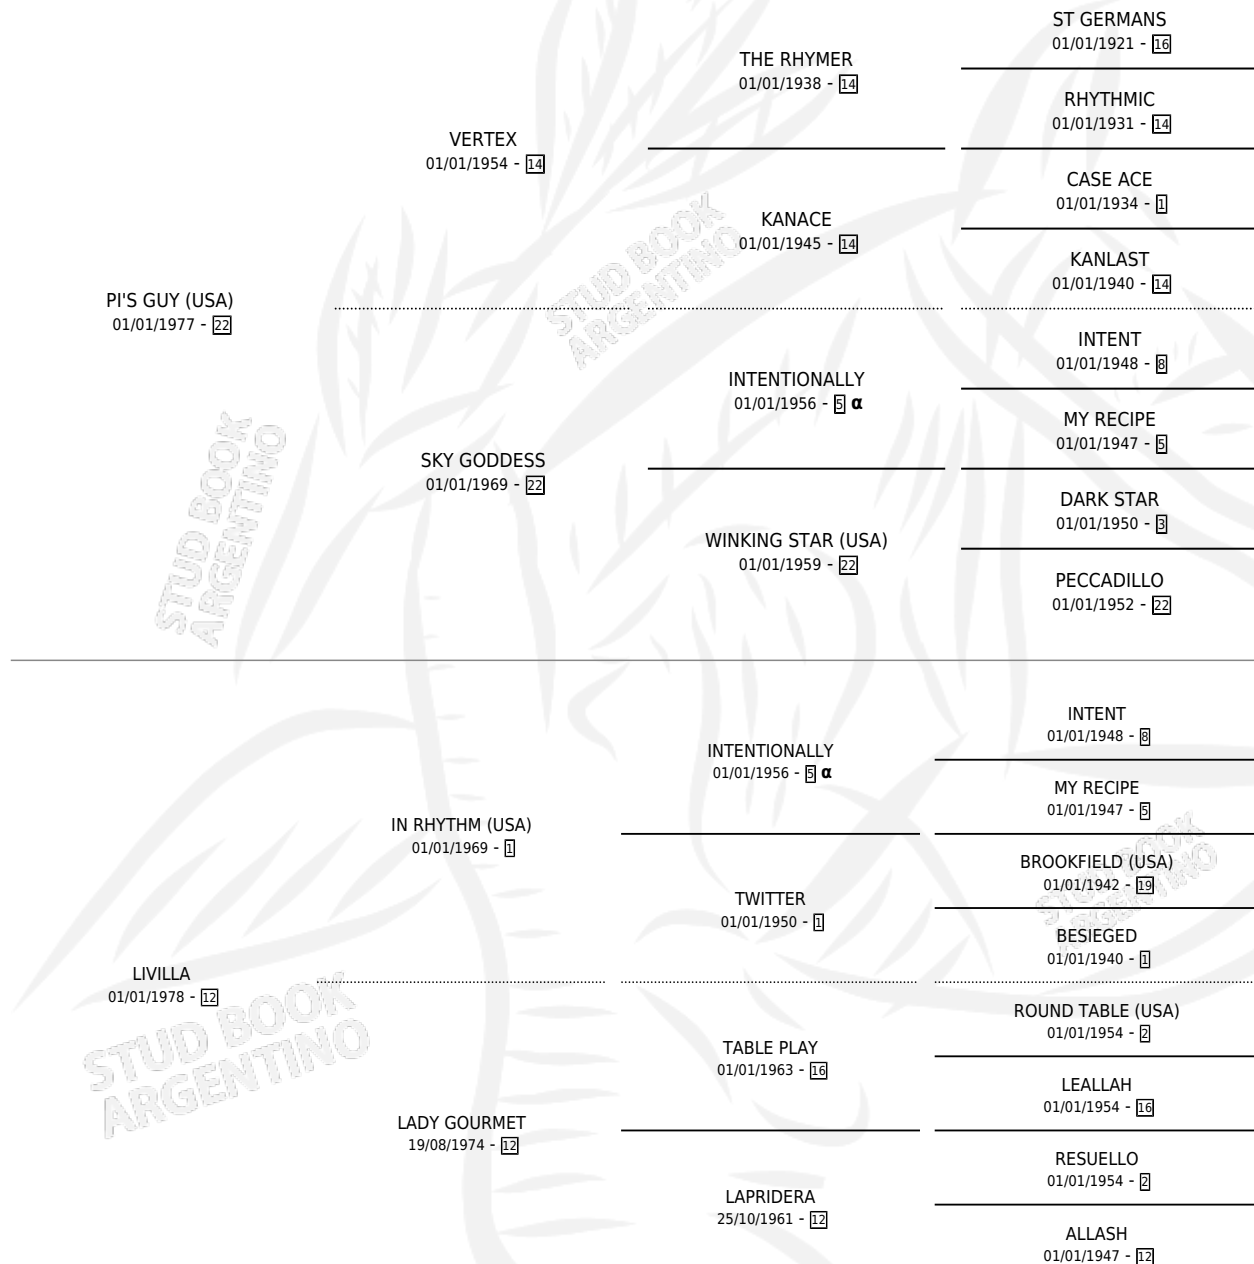 ST GERMANS
01/01/1921 - 16
THE RHYMER
01/01/1938 - 14
RHYTHMIC
01/01/1931 - 14
VERTEX
01/01/1954 - 14
CASE ACE
01/01/1934 - 1
KANACE
01/01/1945 - 14
KANLAST
01/01/1940 - 14
PI'S GUY (USA)
01/01/1977 - 22
INTENT
01/01/1948 - 8
INTENTIONALLY
01/01/1956 - 5 α
MY RECIPE
01/01/1947 - 5
SKY GODDESS
01/01/1969 - 22
DARK STAR
01/01/1950 - 3
WINKING STAR (USA)
01/01/1959 - 22
PECCADILLO
01/01/1952 - 22
INTENT
01/01/1948 - 8
INTENTIONALLY
01/01/1956 - 5 α
MY RECIPE
01/01/1947 - 5
IN RHYTHM (USA)
01/01/1969 - 1
BROOKFIELD (USA)
01/01/1942 - 19
TWITTER
01/01/1950 - 1
BESIEGED
01/01/1940 - 1
LIVILLA
01/01/1978 - 12
ROUND TABLE (USA)
01/01/1954 - 2
TABLE PLAY
01/01/1963 - 16
LEALLAH
01/01/1954 - 16
LADY GOURMET
19/08/1974 - 12
RESUELLO
01/01/1954 - 2
LAPRIDERA
25/10/1961 - 12
ALLASH
01/01/1947 - 12
STUD BOOK
ARGENTINO
STUD BOOK
ARGENTINO
STUD BOOK
ARGENTINO
STUD BOOK
ARGENTINO